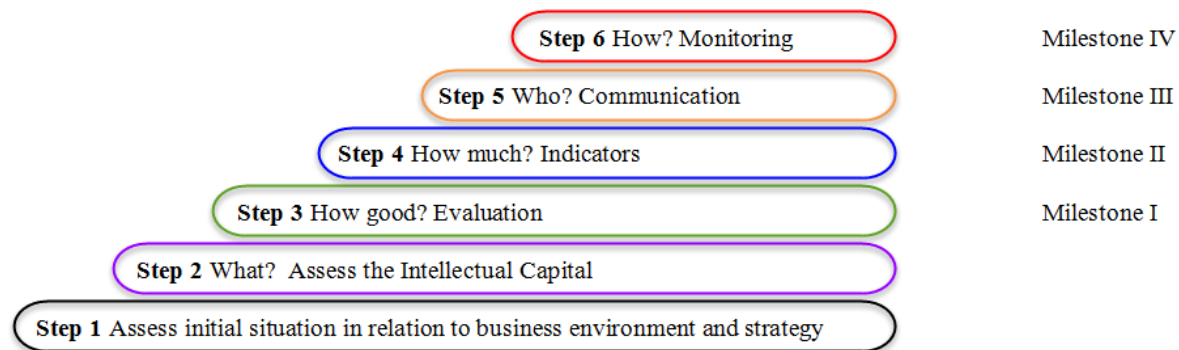 Step 6 How? Monitoring Milestone IV
Step 5 Who? Communication Milestone III
Step 4 How much? Indicators Milestone II
Step 3 How good? Evaluation Milestone I
Step 2 What?  Assess the Intellectual Capital
Step 1 Assess initial situation in relation to business environment and strategy